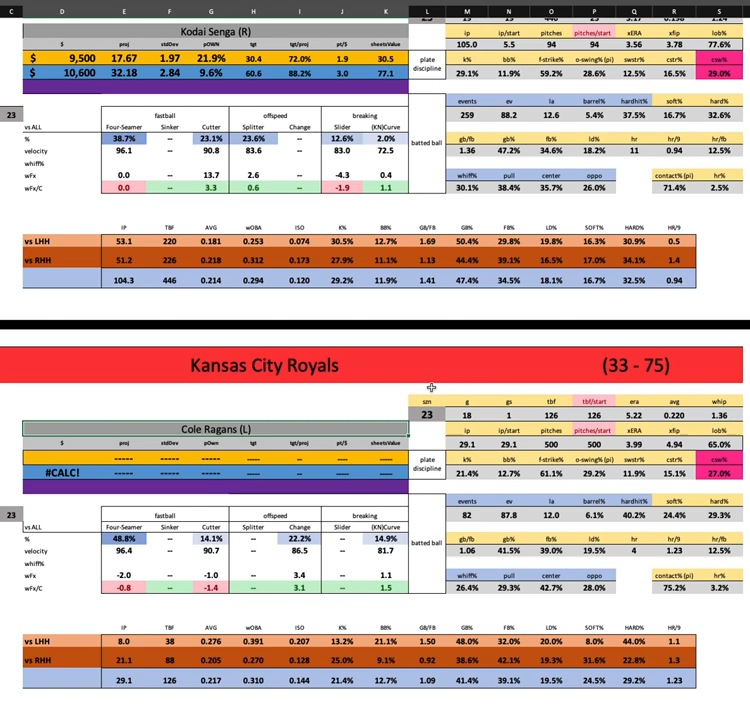 C D E F G H I J K L M N O P Q R S
23 19 19 446 23 3.17 0.198 1.24
Kodai Senga (R)
ip ip/start pitches pitches/start xERA xfip lob%
105.0 5.5 94 94 3.56 3.78 77.6%
$ proj stdDev pOWN tgt tgt/proj pt/$ sheetsValue
$ 9,500 17.67 1.97 21.9% 30.4 72.0% 1.9 30.5
plate discipline
k% bb% f-strike% o-swing% (pi) swstr% cstr% csw%
$ 10,600 32.18 2.84 9.6% 60.6 88.2% 3.0 77.1
29.1% 11.9% 59.2% 28.6% 12.5% 16.5% 29.0%
events ev la barrel% hardhit% soft% hard%
23 fastball offspeed breaking
259 88.2 12.6 5.4% 37.5% 16.7% 32.6%
vs ALL Four-Seamer Sinker Cutter Splitter Change Slider (KN)Curve
batted ball
% 38.7% -- 23.1% 23.6% -- 12.6% 2.0%
gb/fb gb% fb% ld% hr hr/9 hr/fb
velocity 96.1 -- 90.8 83.6 -- 83.0 72.5
1.36 47.2% 34.6% 18.2% 11 0.94 12.5%
whiff%
wFx 0.0 13.7 2.6 -4.3 0.4
whiff% pull center oppo contact% (pi) hr%
wFx/C 0.0 -- 3.3 0.6 -- -1.9 1.1
30.1% 38.4% 35.7% 26.0% 71.4% 2.5%
IP TBF AVG wOBA ISO K% BB% GB/FB GB% FB% LD% SOFT% HARD% HR/9
vs LHH 53.1 220 0.181 0.253 0.074 30.5% 12.7% 1.69 50.4% 29.8% 19.8% 16.3% 30.9% 0.5
vs RHH 51.2 226 0.218 0.312 0.173 27.9% 11.1% 1.13 44.4% 39.1% 16.5% 17.0% 34.1% 1.4
104.3 446 0.214 0.294 0.120 29.2% 11.9% 1.41 47.4% 34.5% 18.1% 16.7% 32.5% 0.94
Kansas City Royals (33 - 75)
szn g gs tbf tbf/start era avg whip
23 18 1 126 126 5.22 0.220 1.36
Cole Ragans (L)
ip ip/start pitches pitches/start xERA xfip lob%
29.1 29.1 500 500 3.99 4.94 65.0%
$ proj stdDev pOwn tgt tgt/proj pt/$ sheetsValue
----- ----- ----- ---- --- --- ----
plate discipline
k% bb% f-strike% o-swing% (pi) swstr% cstr% csw%
#CALC! ----- ----- ----- ---- --- --- ----
21.4% 12.7% 61.1% 29.2% 11.9% 15.1% 27.0%
events ev la barrel% hardhit% soft% hard%
23 fastball offspeed breaking
82 87.8 12.0 6.1% 40.2% 24.4% 29.3%
vs ALL Four-Seamer Sinker Cutter Splitter Change Slider (KN)Curve
batted ball
% 48.8% -- 14.1% -- 22.2% -- 14.9%
gb/fb gb% fb% ld% hr hr/9 hr/fb
velocity 96.4 -- 90.7 -- 86.5 -- 81.7
1.06 41.5% 39.0% 19.5% 4 1.23 12.5%
whiff%
wFx -2.0 -1.0 3.4 1.1
whiff% pull center oppo contact% (pi) hr%
wFx/C -0.8 -- -1.4 -- 3.1 -- 1.5
26.4% 29.3% 42.7% 28.0% 75.2% 3.2%
IP TBF AVG wOBA ISO K% BB% GB/FB GB% FB% LD% SOFT% HARD% HR/9
vs LHH 8.0 38 0.276 0.391 0.207 13.2% 21.1% 1.50 48.0% 32.0% 20.0% 8.0% 44.0% 1.1
vs RHH 21.1 88 0.205 0.270 0.128 25.0% 9.1% 0.92 38.6% 42.1% 19.3% 31.6% 22.8% 1.3
29.1 126 0.217 0.310 0.144 21.4% 12.7% 1.09 41.4% 39.1% 19.5% 24.5% 29.2% 1.23